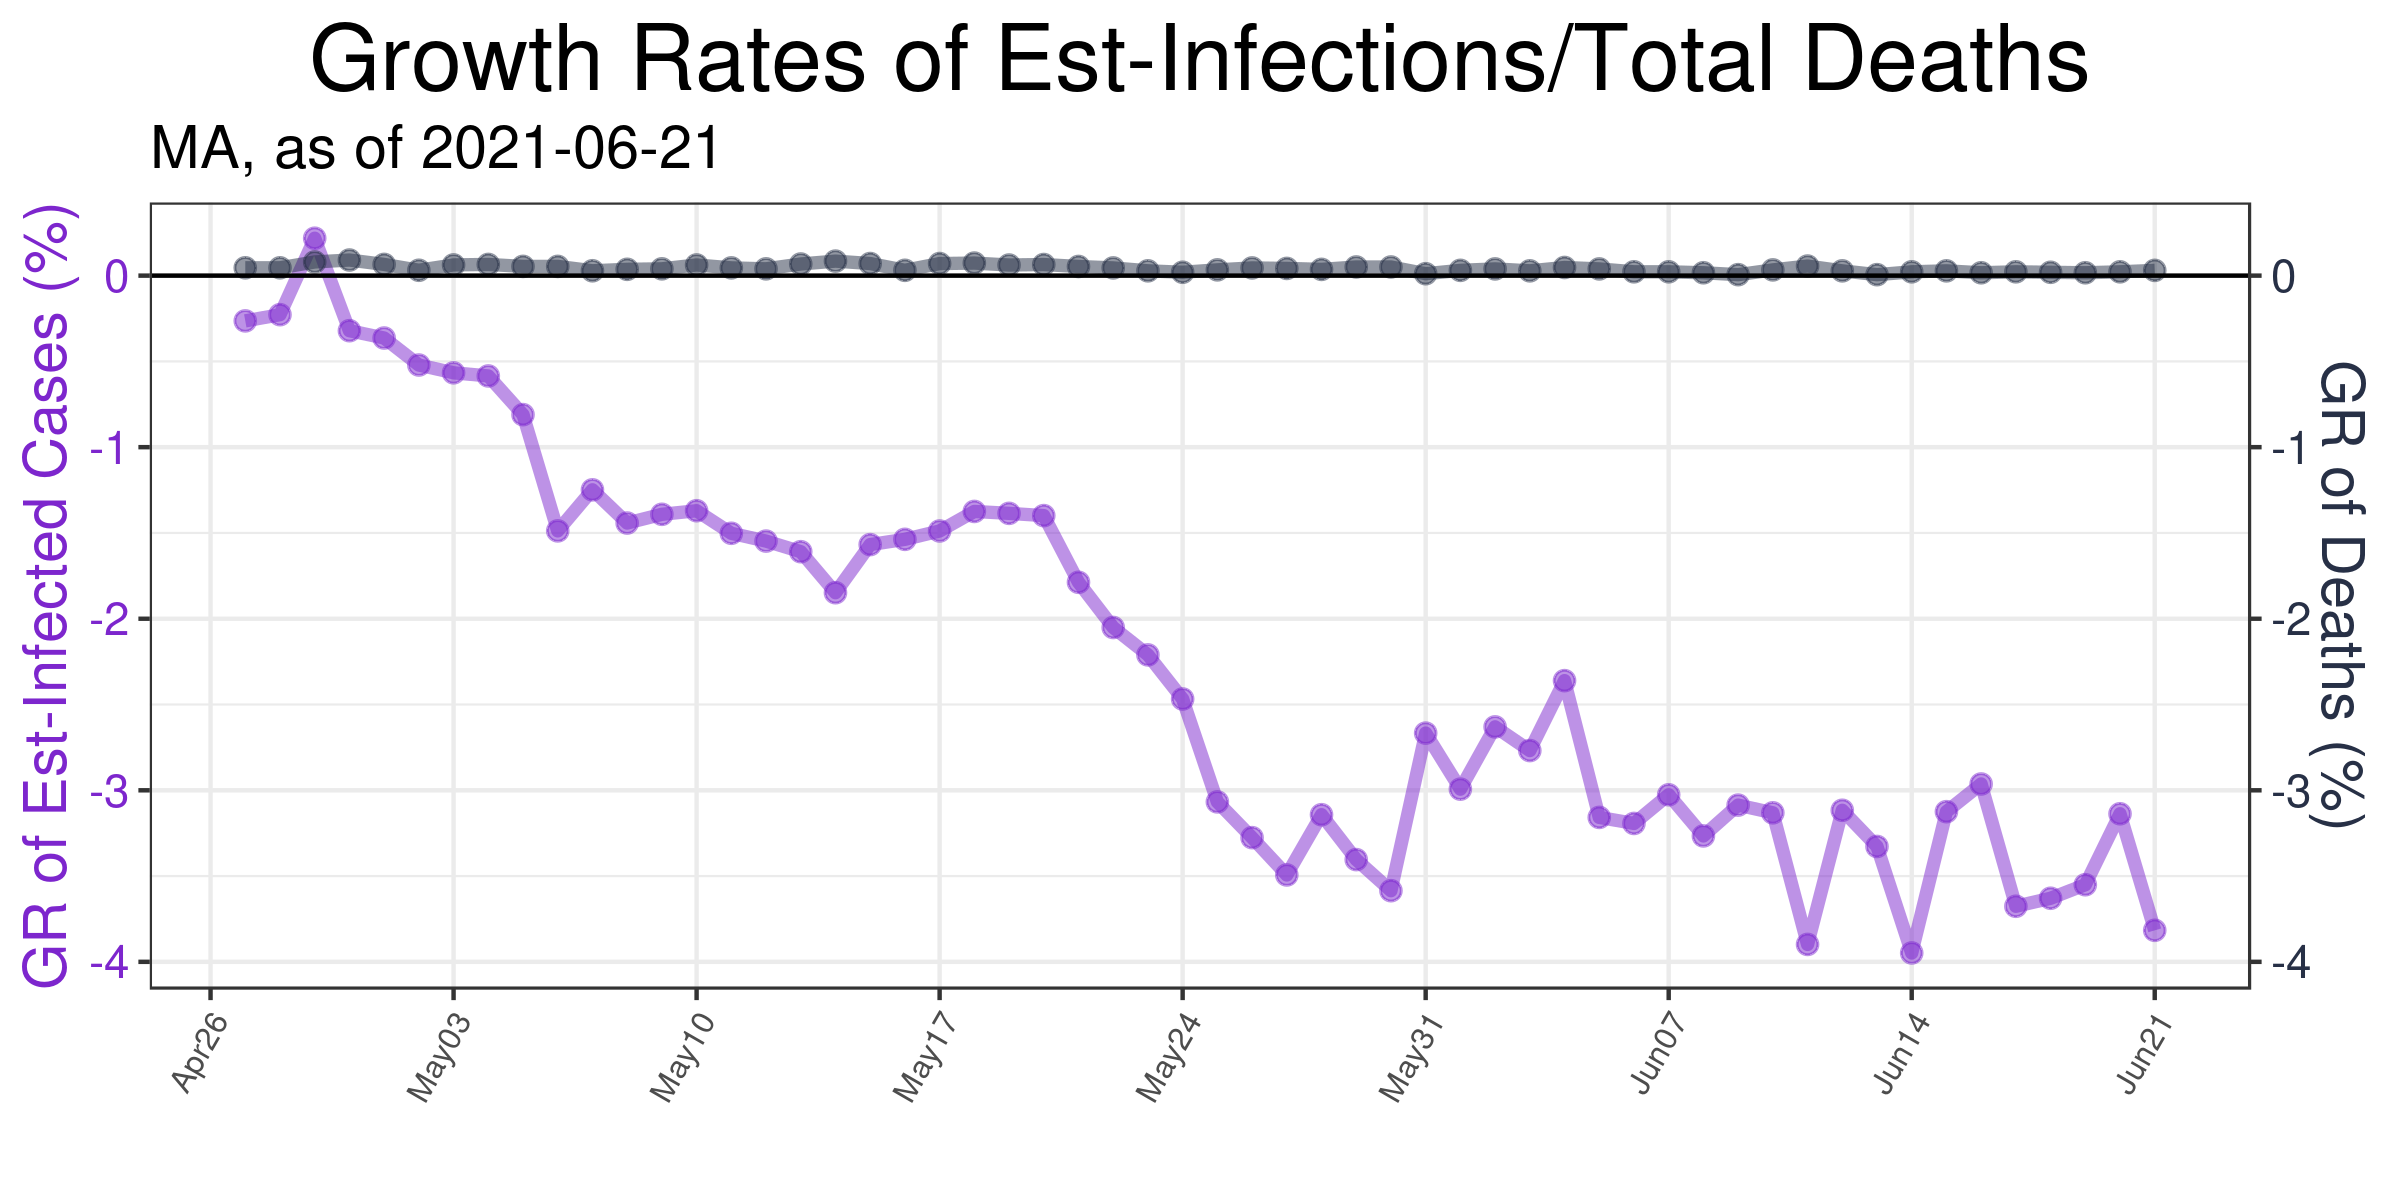 Growth Rates of Est-Infections/Total Deaths
MA, as of 2021-06-21
GR of Est-Infected Cases (%)
0
-1
-2
-3
-4
0
-1
-2
-3
-4
GR of Deaths (%)
Apr26
May03
May10
May17
May24
May31
Jun07
Jun14
Jun21